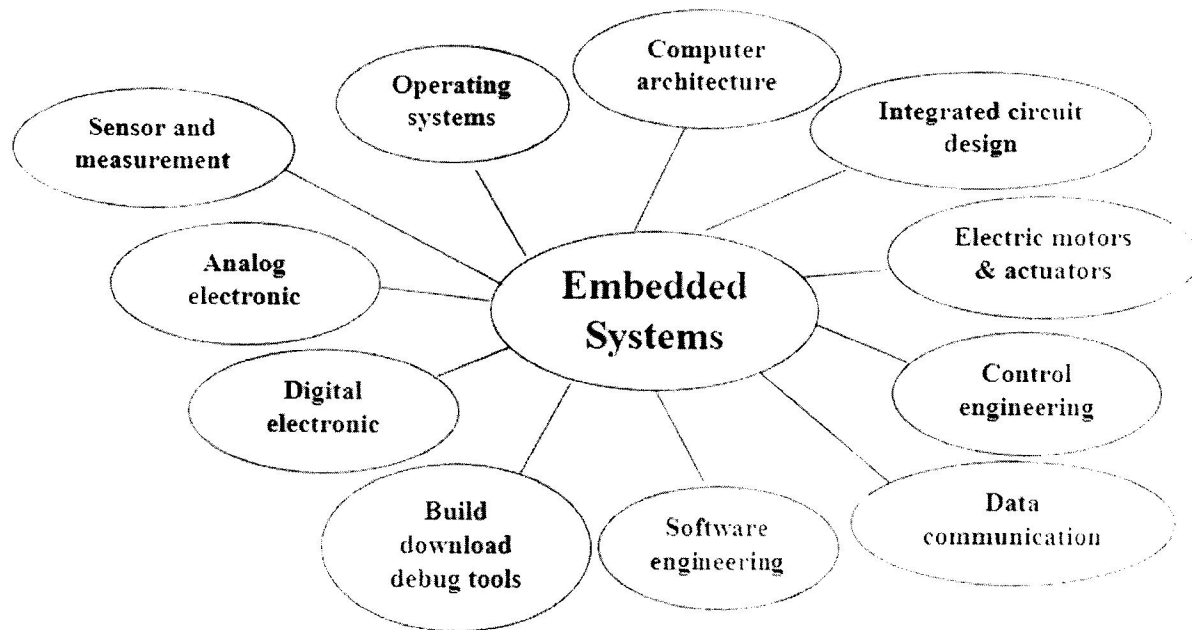 Computer
architecture
Operating
systems
Integrated circuit
design
Sensor and
measurement
Electric motors
& actuators
Analog
electronic
Embedded
Systems
Control
engineering
Digital
electronic
Data
communication
Build
download
debug tools
Software
engineering